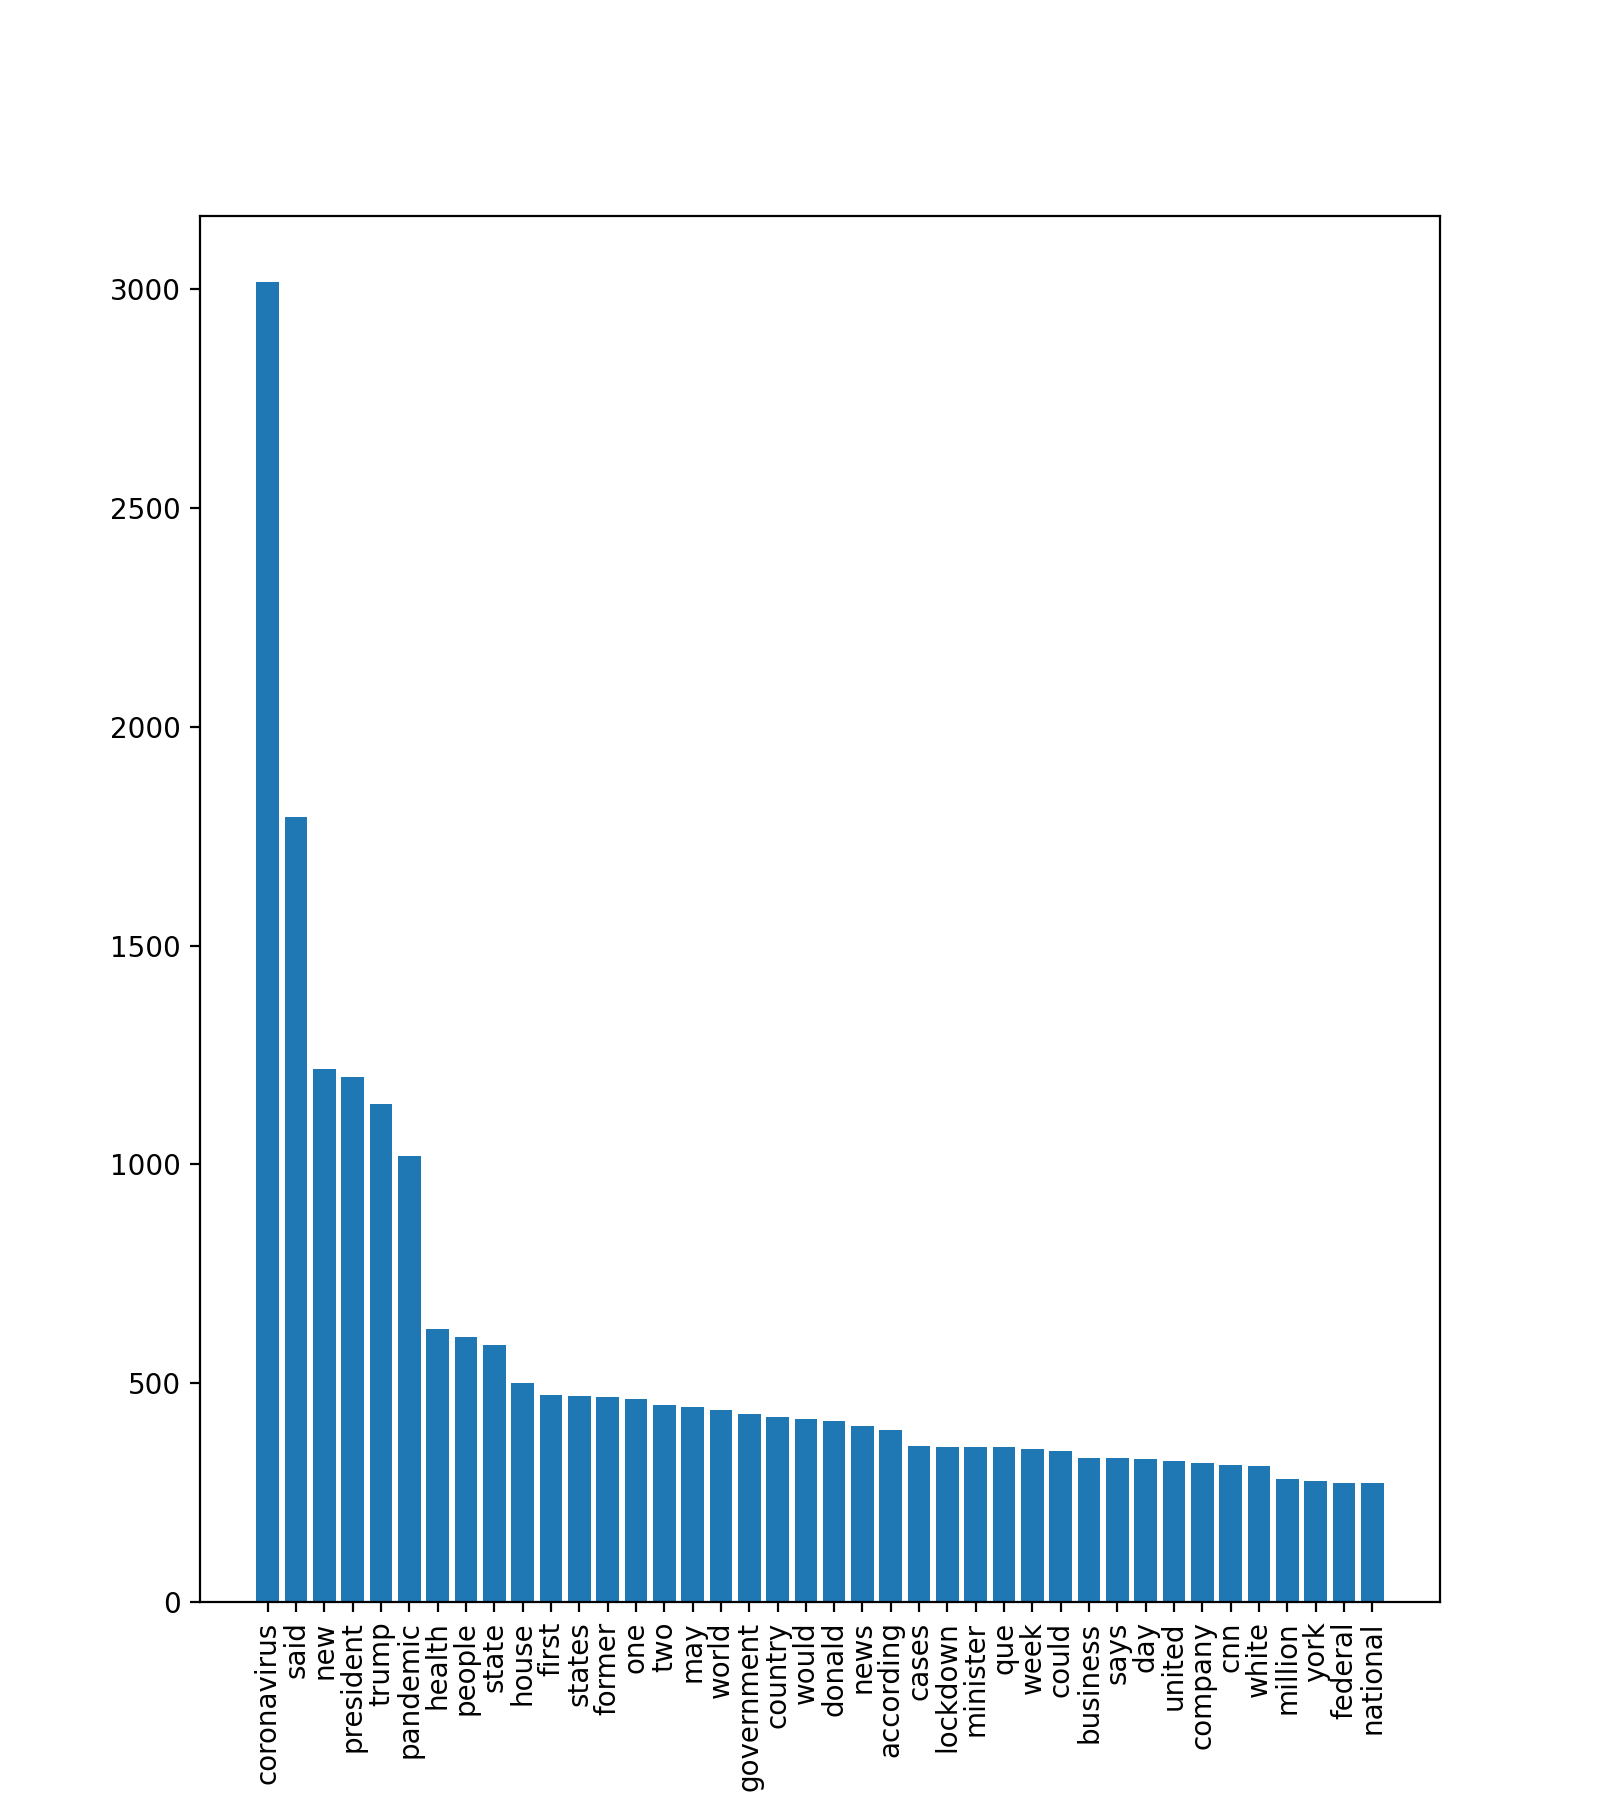 3000
2500
2000
1500
1000
500
0
coronavirus
said
new
president
trump
pandemic
health
people
state
house
first
states
former
one
two
may
world
government
country
would
donald
news
according
cases
lockdown
minister
que
week
could
business
says
day
united
company
cnn
white
million
york
federal
national